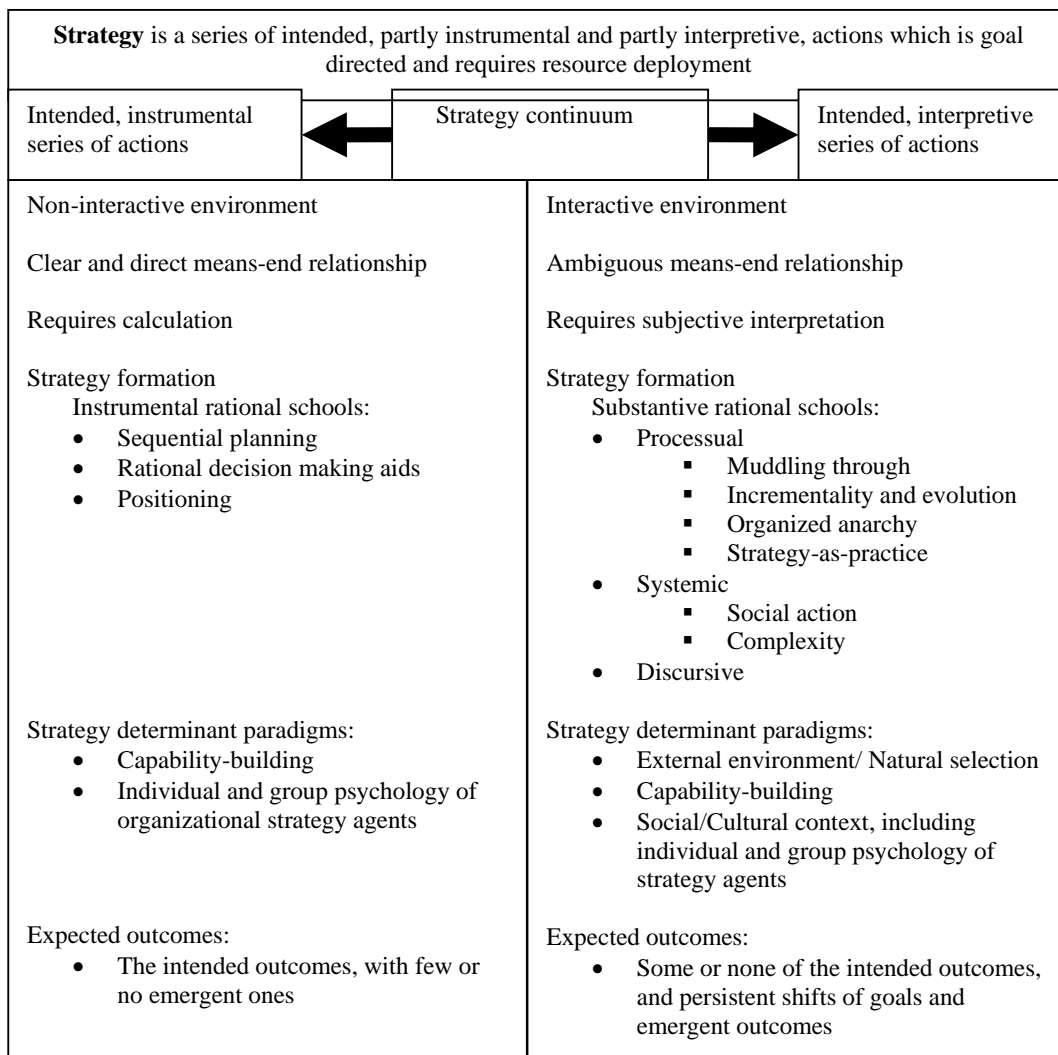 Strategy is a series of intended, partly instrumental and partly interpretive, actions which is goal
directed and requires resource deployment
Intended, instrumental
series of actions
Strategy continuum
Intended, interpretive
series of actions
Non-interactive environment
Clear and direct means-end relationship
Requires calculation
Strategy formation
Instrumental rational schools:
• Sequential planning
• Rational decision making aids
• Positioning
Strategy determinant paradigms:
• Capability-building
• Individual and group psychology of
organizational strategy agents
Expected outcomes:
• The intended outcomes, with few or
no emergent ones
Interactive environment
Ambiguous means-end relationship
Requires subjective interpretation
Strategy formation
Substantive rational schools:
• Processual
▪ Muddling through
▪ Incrementality and evolution
▪ Organized anarchy
▪ Strategy-as-practice
• Systemic
▪ Social action
▪ Complexity
• Discursive
Strategy determinant paradigms:
• External environment/ Natural selection
• Capability-building
• Social/Cultural context, including
individual and group psychology of
strategy agents
Expected outcomes:
• Some or none of the intended outcomes,
and persistent shifts of goals and
emergent outcomes